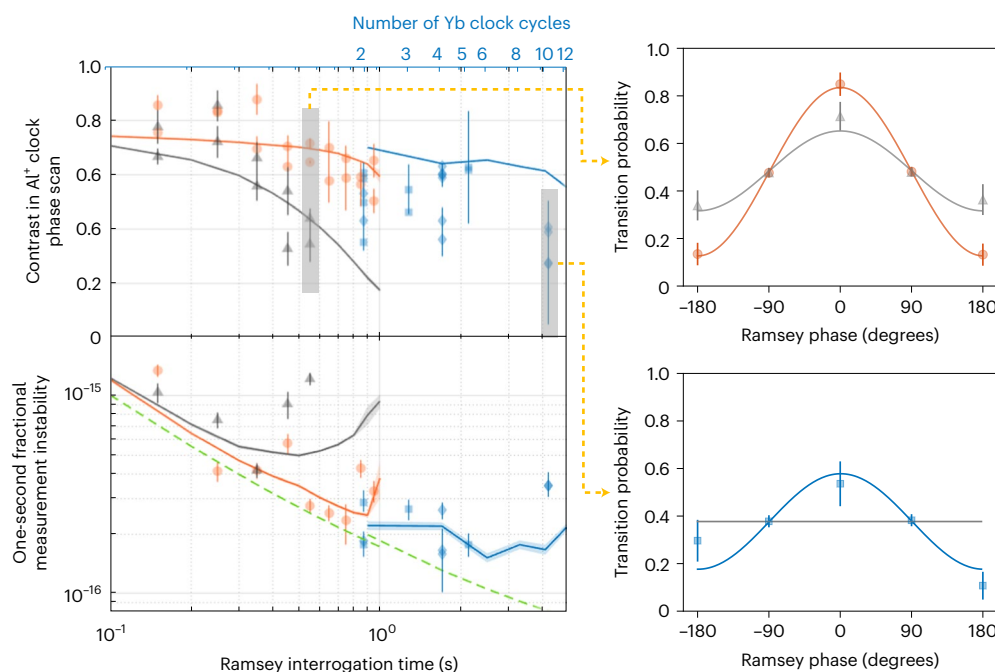 Number of Yb clock cycles
2 3 4 5 6 8 10 12
Contrast in Al+ clock
phase scan
1.0
0.8
0.6
0.6
0.2
0
One-second fractional
measurement instability
10−15
10−16
10−1 100
Ramsey interrogation time (s)
Transition probability
1.0
0.8
0.6
0.4
0.2
0
−180 −90 0 90 180
Ramsey phase (degrees)
Transition probability
1.0
0.8
0.6
0.4
0.2
0
−180 −90 0 90 180
Ramsey phase (degrees)